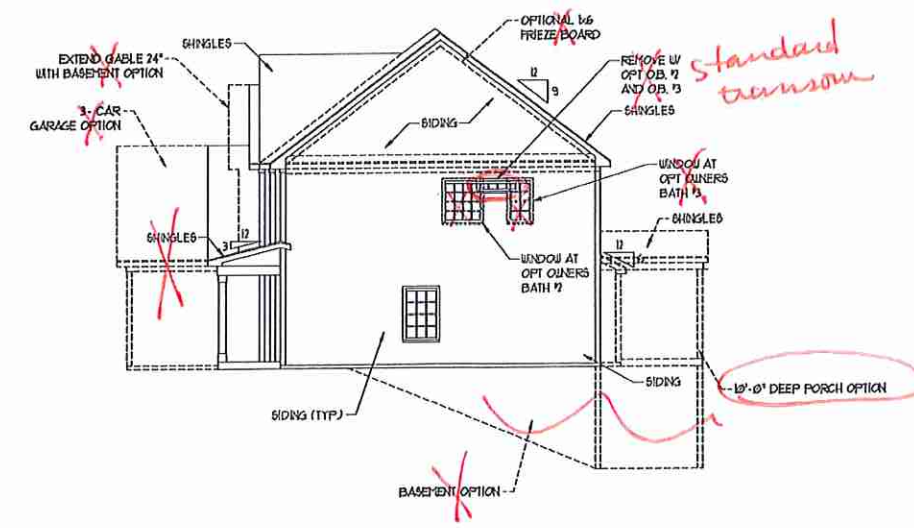 OPTIONAL 1x6
FRIEZE BOARD
SHINGLES
EXTEND GABLE 24"
WITH BASEMENT OPTION
REMOVE W/
OPT O.B. #2
AND O.B. #3
standard
transom
12
9
3-CAR
GARAGE OPTION
SHINGLES
SIDING
WINDOW AT
OPT OWNERS
BATH #3
SHINGLES
SHINGLES
12
3
12
WINDOW AT
OPT OWNERS
BATH #2
SIDING
10'-0" DEEP PORCH OPTION
SIDING (TYP.)
BASEMENT OPTION